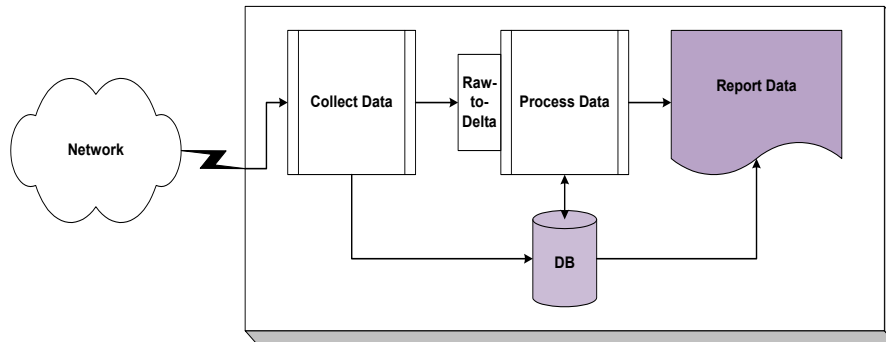 Network
Collect Data
Raw-
to-
Delta
Process Data
Report Data
DB